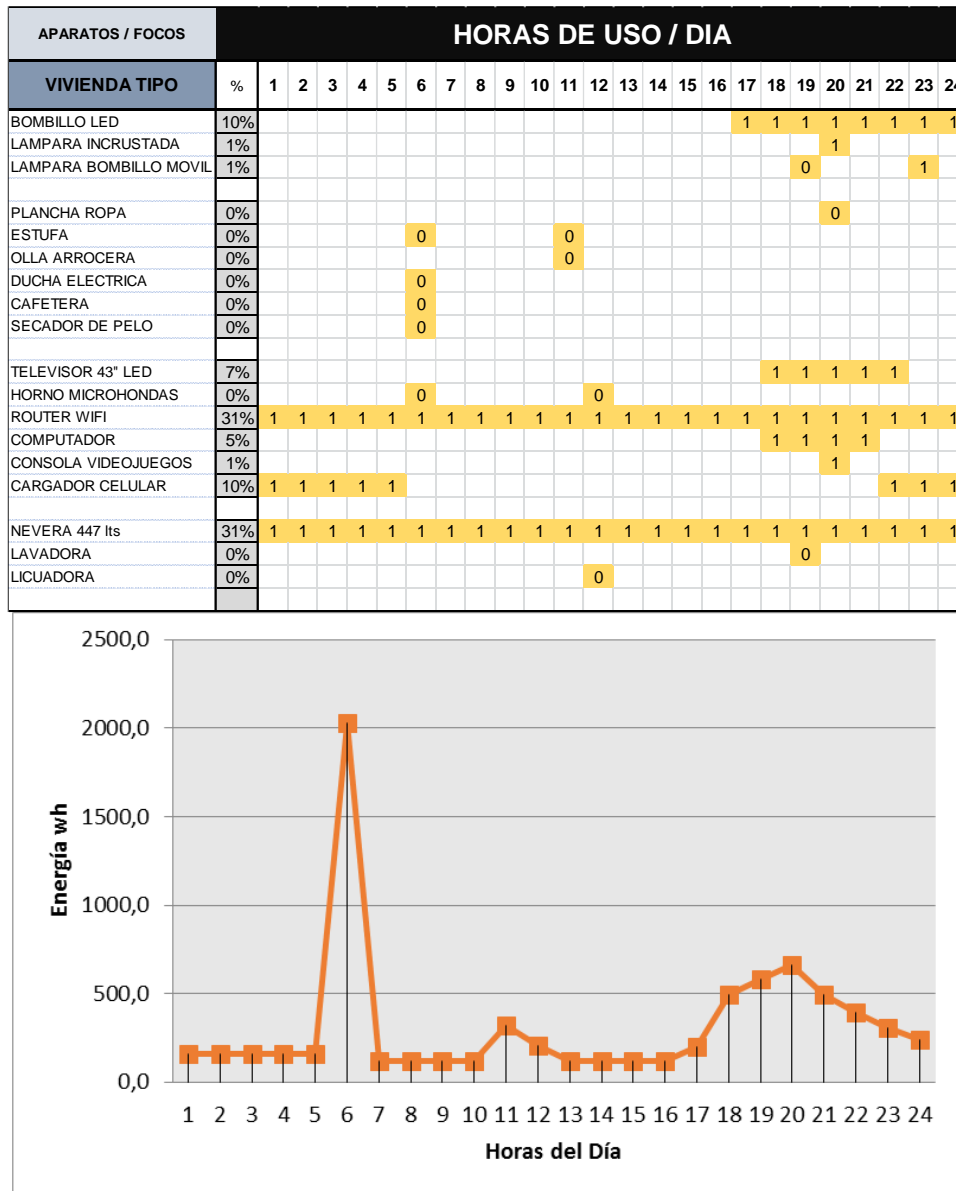 APARATOS / FOCOS HORAS DE USO / DIA
VIVIENDA TIPO % 1 2 3 4 5 6 7 8 9 10 11 12 13 14 15 16 17 18 19 20 21 22 23 24
BOMBILLO LED 10% 1 1 1 1 1 1 1 1
LAMPARA INCRUSTADA 1% 1
LAMPARA BOMBILLO MOVIL 1% 0 1
PLANCHA ROPA 0% 0
ESTUFA 0% 0 0
OLLA ARROCERA 0% 0
DUCHA ELECTRICA 0% 0
CAFETERA 0% 0
SECADOR DE PELO 0% 0
TELEVISOR 43" LED 7% 1 1 1 1 1
HORNO MICROHONDAS 0% 0 0
ROUTER WIFI 31% 1 1 1 1 1 1 1 1 1 1 1 1 1 1 1 1 1 1 1 1 1 1 1 1
COMPUTADOR 5% 1 1 1 1
CONSOLA VIDEOJUEGOS 1% 1
CARGADOR CELULAR 10% 1 1 1 1 1 1 1 1
NEVERA 447 lts 31% 1 1 1 1 1 1 1 1 1 1 1 1 1 1 1 1 1 1 1 1 1 1 1 1
LAVADORA 0% 0
LICUADORA 0% 0
2500,0
2000,0
1500,0
1000,0
500,0
0,0
Energía wh
1 2 3 4 5 6 7 8 9 10 11 12 13 14 15 16 17 18 19 20 21 22 23 24
Horas del Día